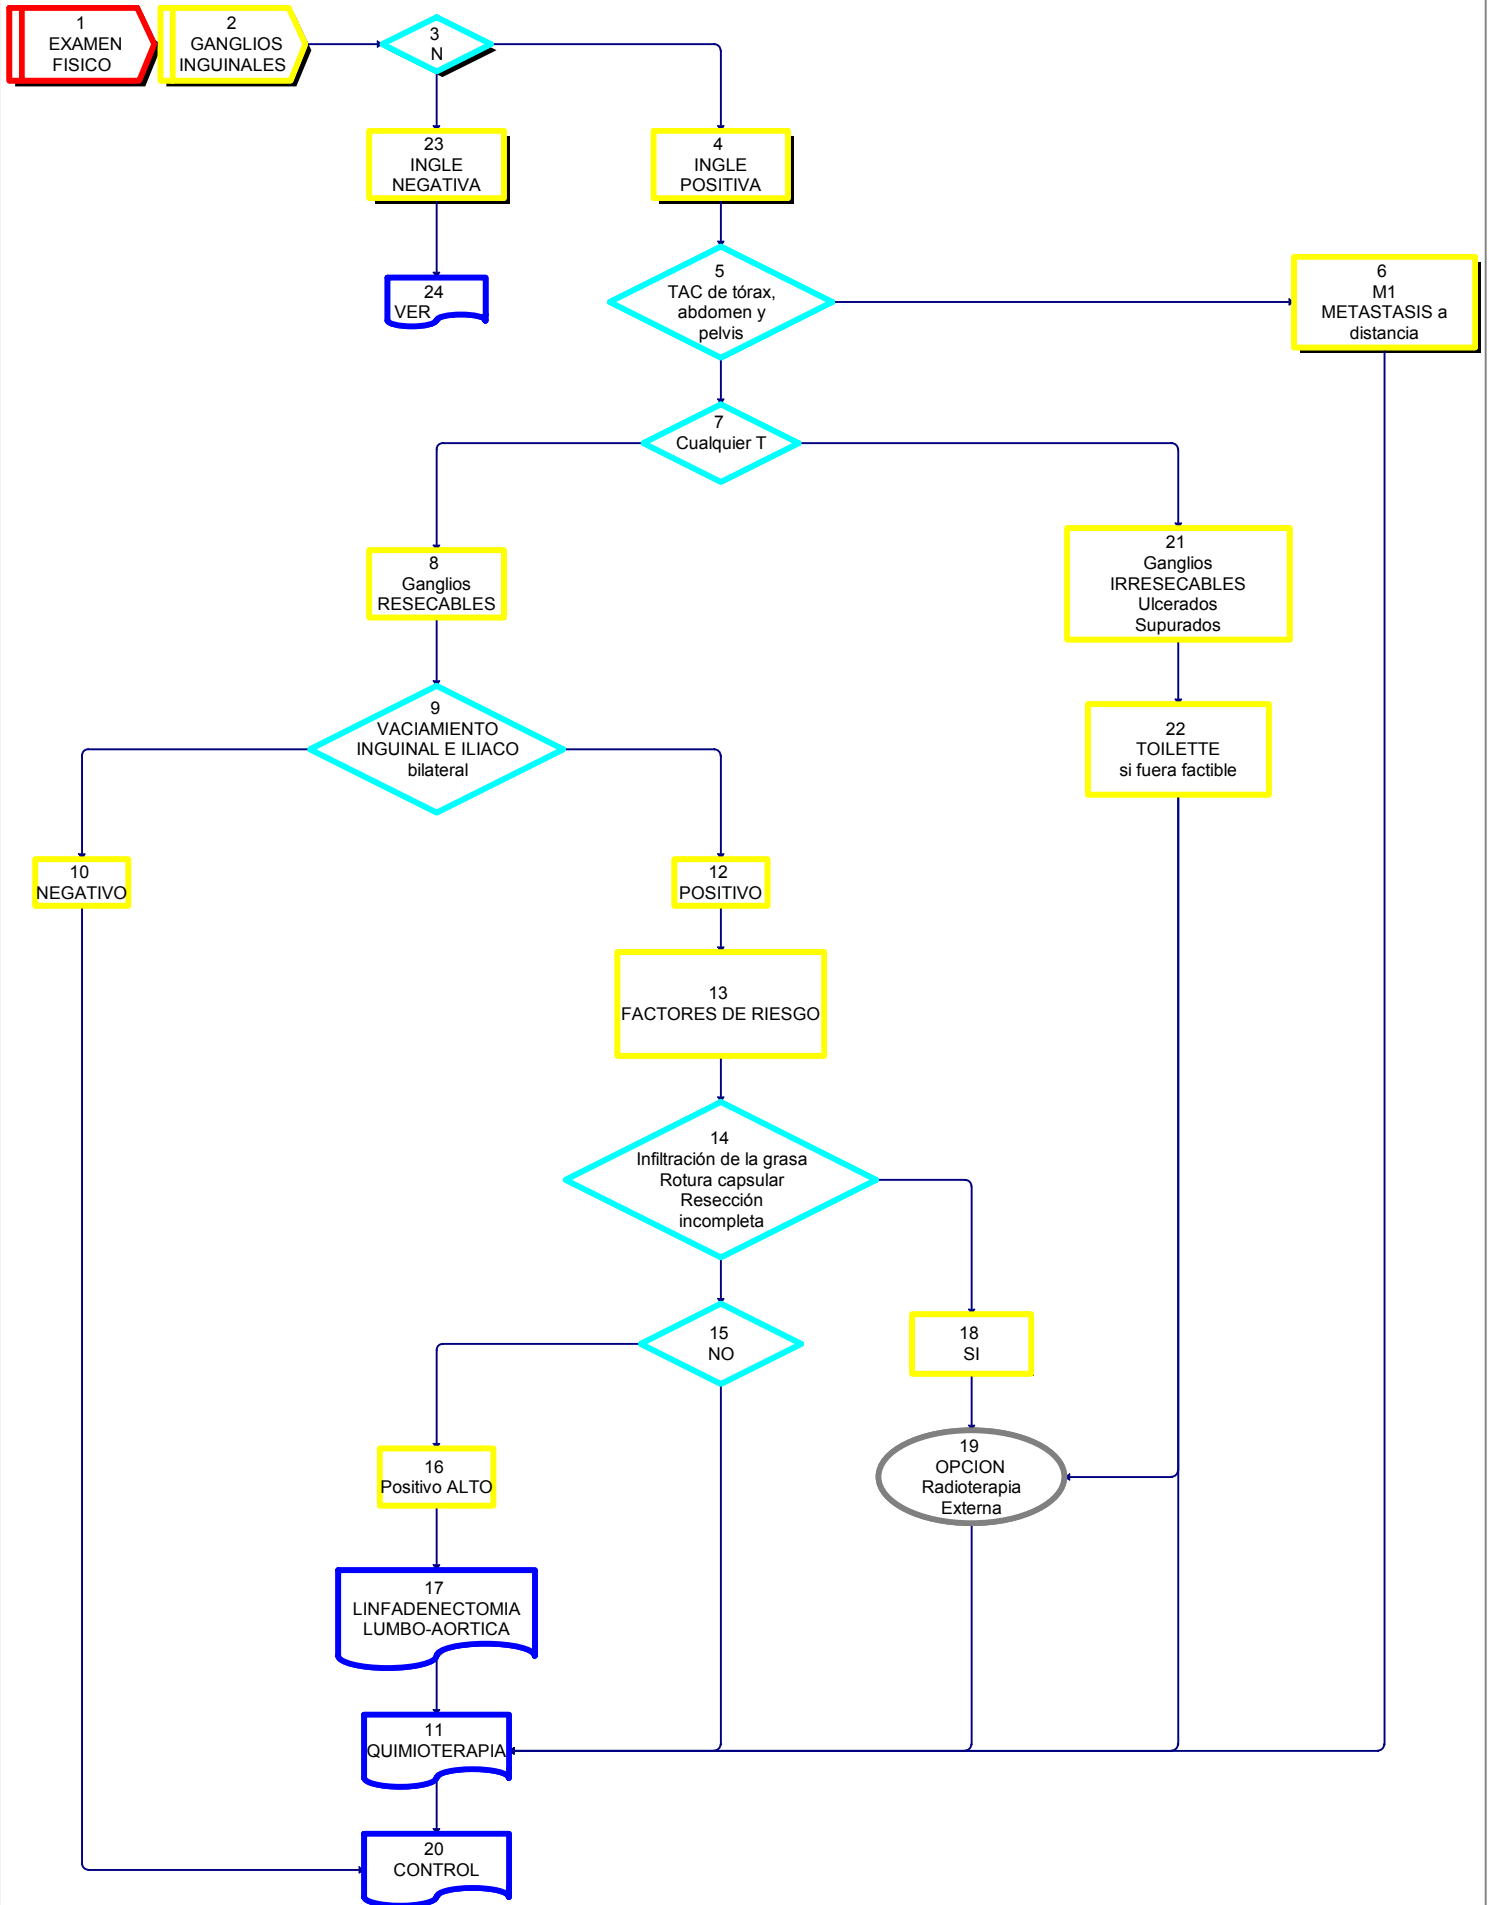 1
EXAMEN
FISICO
2
GANGLIOS
INGUINALES
3
N
23
INGLE
NEGATIVA
4
INGLE
POSITIVA
24
VER
5
TAC de tórax,
abdomen y
pelvis
6
M1
METASTASIS a
distancia
7
Cualquier T
8
Ganglios
RESECABLES
21
Ganglios
IRRESECABLES
Ulcerados
Supurados
9
VACIAMIENTO
INGUINAL E ILIACO
bilateral
22
TOILETTE
si fuera factible
10
NEGATIVO
12
POSITIVO
13
FACTORES DE RIESGO
14
Infiltración de la grasa
Rotura capsular
Resección
incompleta
15
NO
18
SI
16
Positivo ALTO
19
OPCION
Radioterapia
Externa
17
LINFADENECTOMIA
LUMBO-AORTICA
11
QUIMIOTERAPIA
20
CONTROL